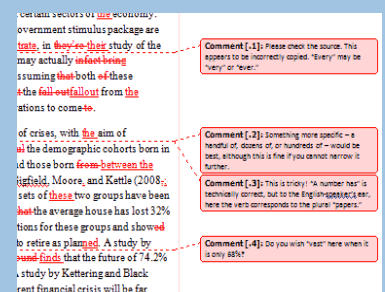 certain sectors of the economy.
overnment stimulus package are
trate, in they're their study of the
may actually infact bring
ssuming that both of these
the fall outfallout from the
rations to come to.
of crises, with the aim of
the demographic cohorts born in
nd those born from between the
Bigfield, Moore, and Kettle (2008;
sets of these two groups have been
that the average house has lost 32%
tions for these groups and showed
to retire as planned. A study by
found finds that the future of 74.2%
A study by Kettering and Black
rent financial crisis will be far
Comment [.1]: Please check the source. This
appears to be incorrectly copied. "Every" may be
"very" or "ever."
Comment [.2]: Something more specific – a
handful of, dozens of, or hundreds of – would be
best, although this is fine if you cannot narrow it
further.
Comment [.3]: This is tricky! "A number has" is
technically correct, but to the English-speaker's ear,
here the verb corresponds to the plural "papers."
Comment [.4]: Do you wish "vast" here when it
is only 68%?